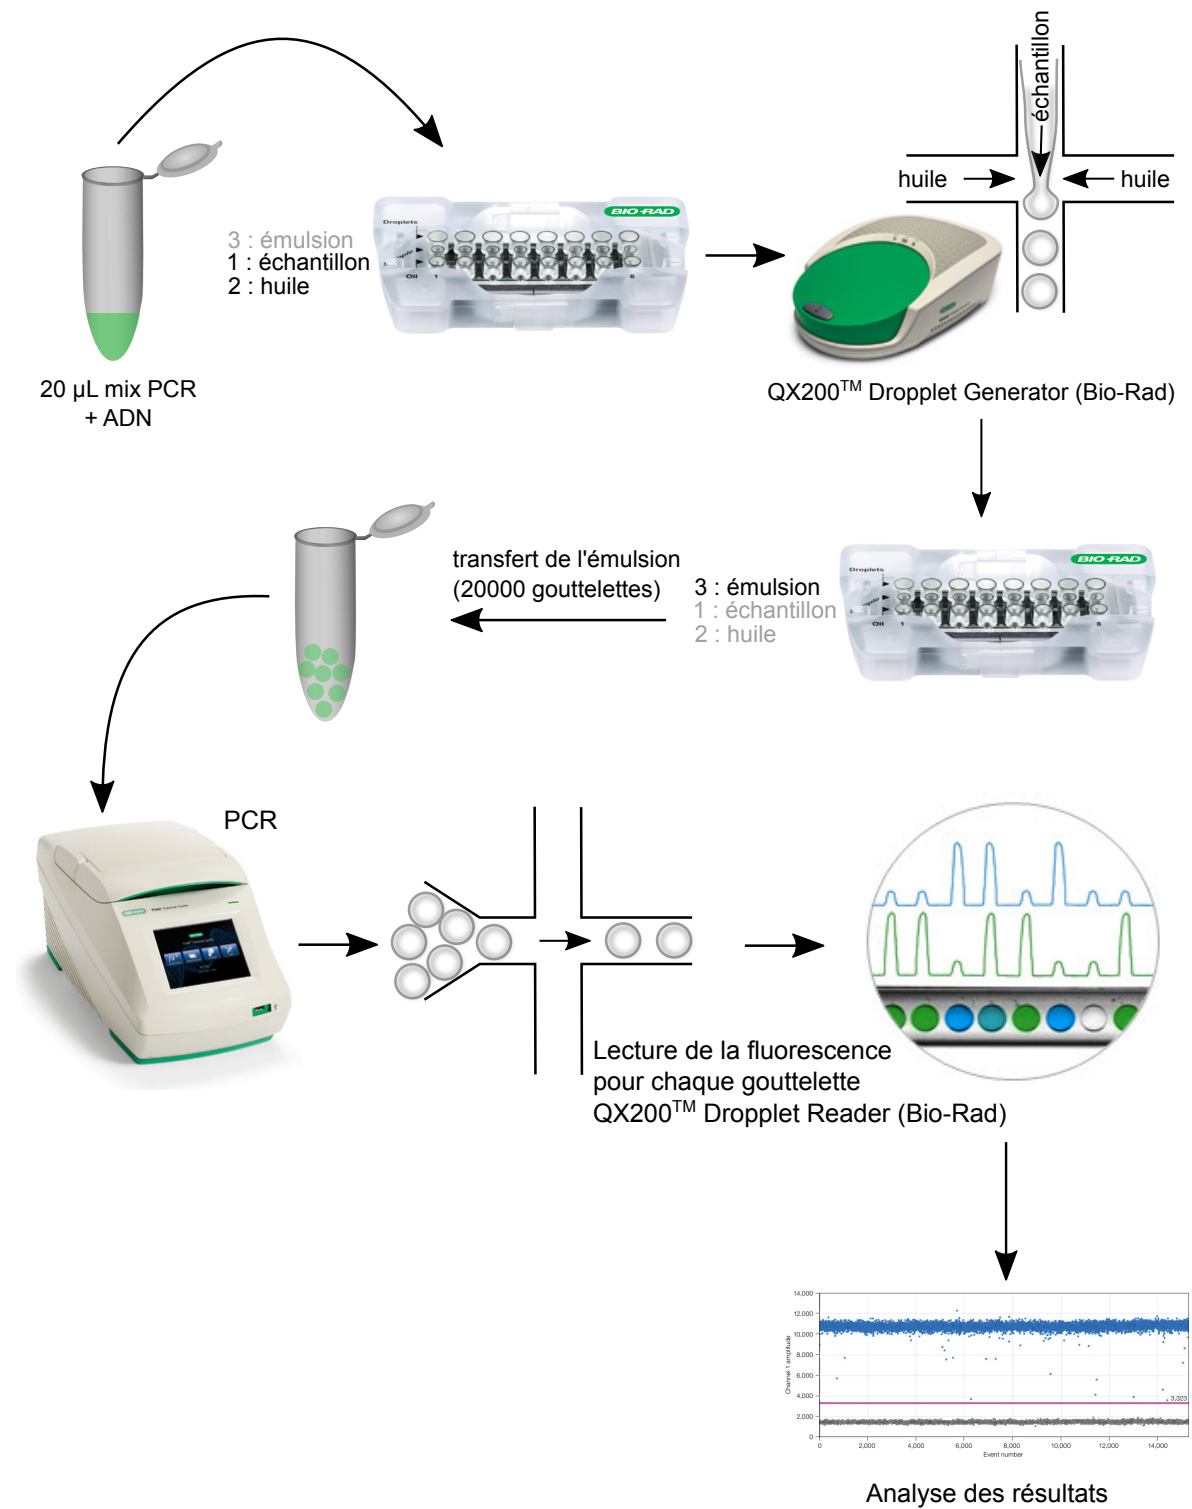 échantillon
huile
huile
BIO-RAD
Droplets
3 : émulsion
1 : échantillon
2 : huile
Oil
1
8
20 µL mix PCR
+ ADN
QX200™ Dropplet Generator (Bio-Rad)
transfert de l'émulsion
(20000 gouttelettes)
BIO-RAD
Droplets
3 : émulsion
1 : échantillon
2 : huile
Oil
1
8
PCR
Lecture de la fluorescence
pour chaque gouttelette
QX200™ Dropplet Reader (Bio-Rad)
14,000
12,000
10,000
8,000
6,000
4,000
2,000
0
Channel 1 amplitude
3,323
0
2,000
4,000
6,000
8,000
10,000
12,000
14,000
Event number
Analyse des résultats